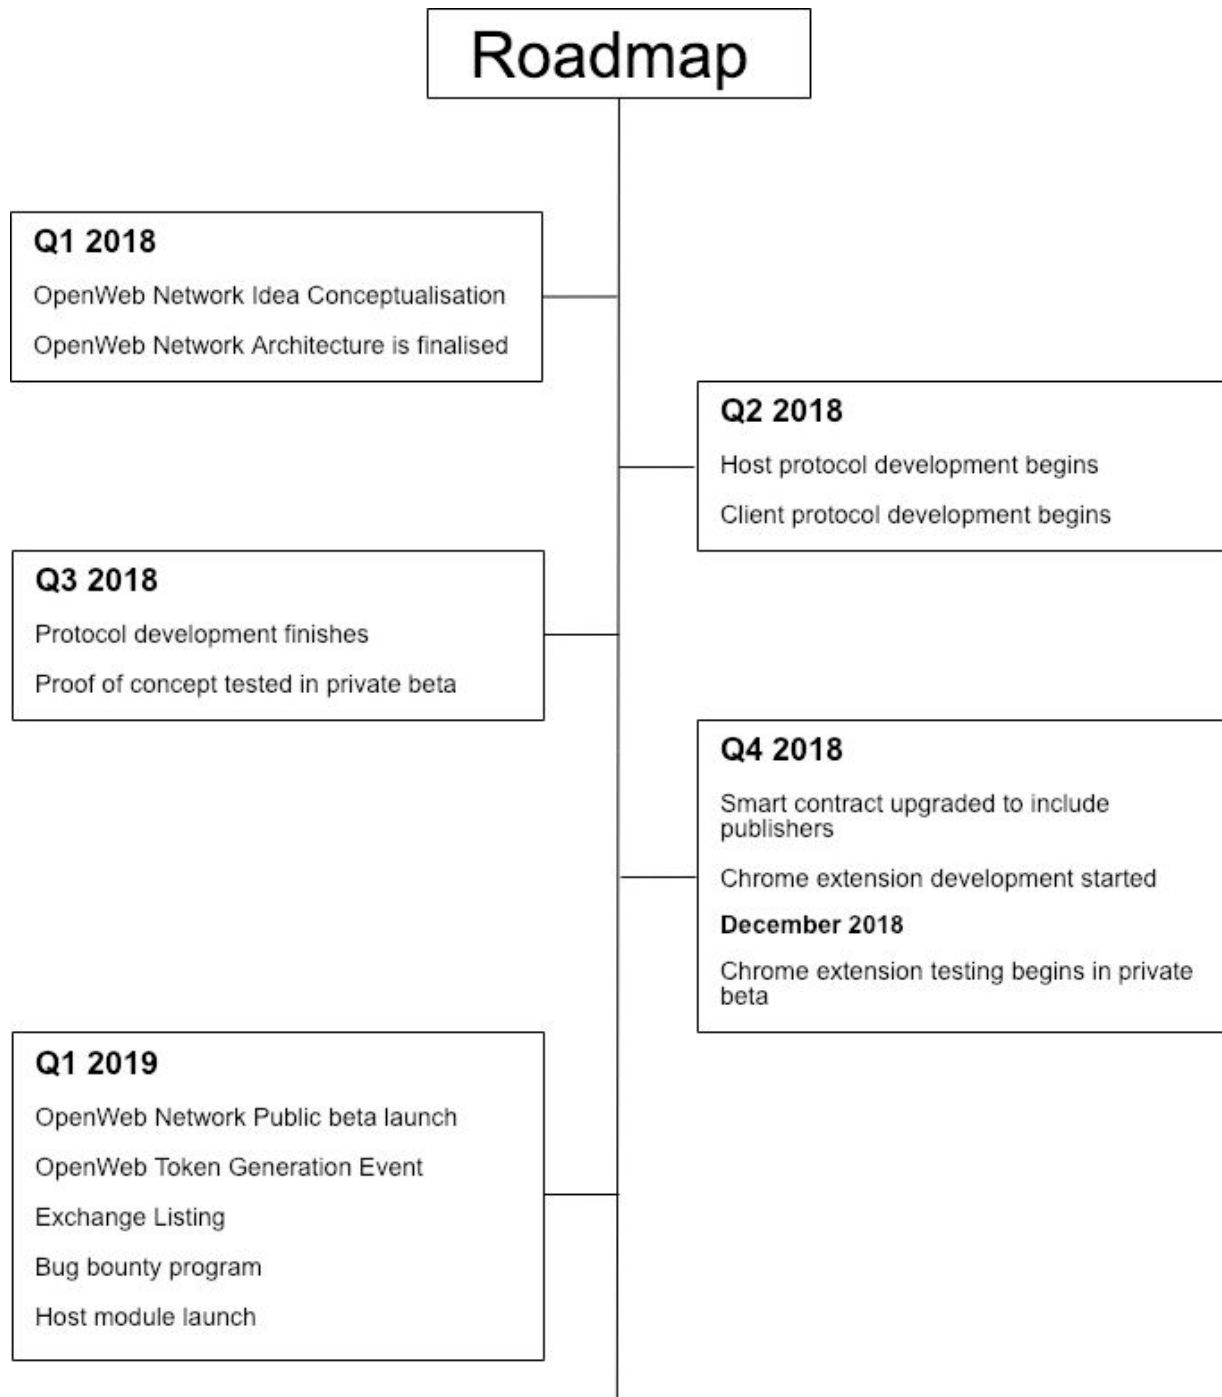 Roadmap
Q1 2018
OpenWeb Network Idea Conceptualisation
OpenWeb Network Architecture is finalised
Q2 2018
Host protocol development begins
Client protocol development begins
Q3 2018
Protocol development finishes
Proof of concept tested in private beta
Q4 2018
Smart contract upgraded to include
publishers
Chrome extension development started
December 2018
Chrome extension testing begins in private
beta
Q1 2019
OpenWeb Network Public beta launch
OpenWeb Token Generation Event
Exchange Listing
Bug bounty program
Host module launch